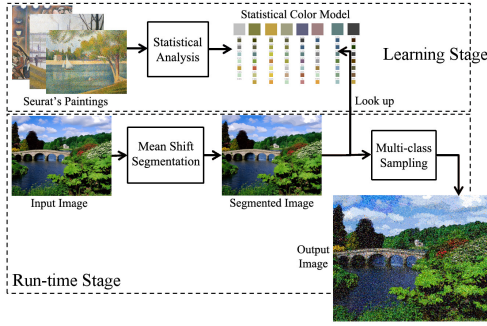 Statistical Color Model
Statistical
Analysis
Learning Stage
Seurat's Paintings
Look up
Mean Shift
Segmentation
Multi-class
Sampling
Input Image
Segmented Image
Output
Image
Run-time Stage